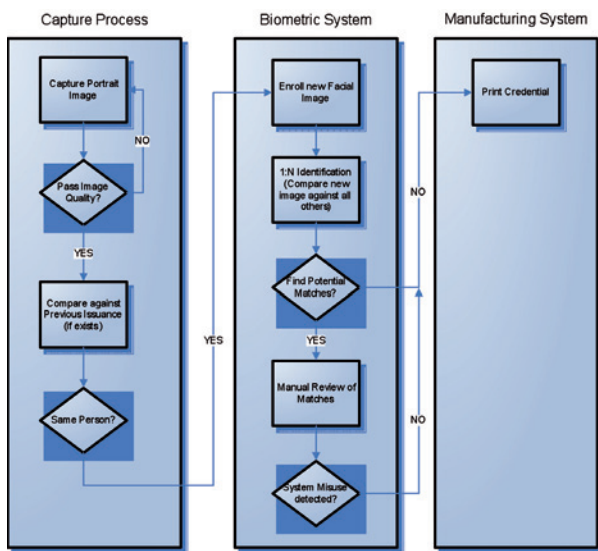 Capture Process
Biometric System
Manufacturing System
Capture Portrait
Image
NO
Pass Image
Quality?
YES
Compare against
Previous Issuance
(if exists)
Same Person?
YES
Enroll new Facial
Image
1:N Identification
(Compare new
image against all
others)
Find Potential
Matches?
YES
Manual Review of
Matches
System Misuse
detected?
NO
NO
Print Credential